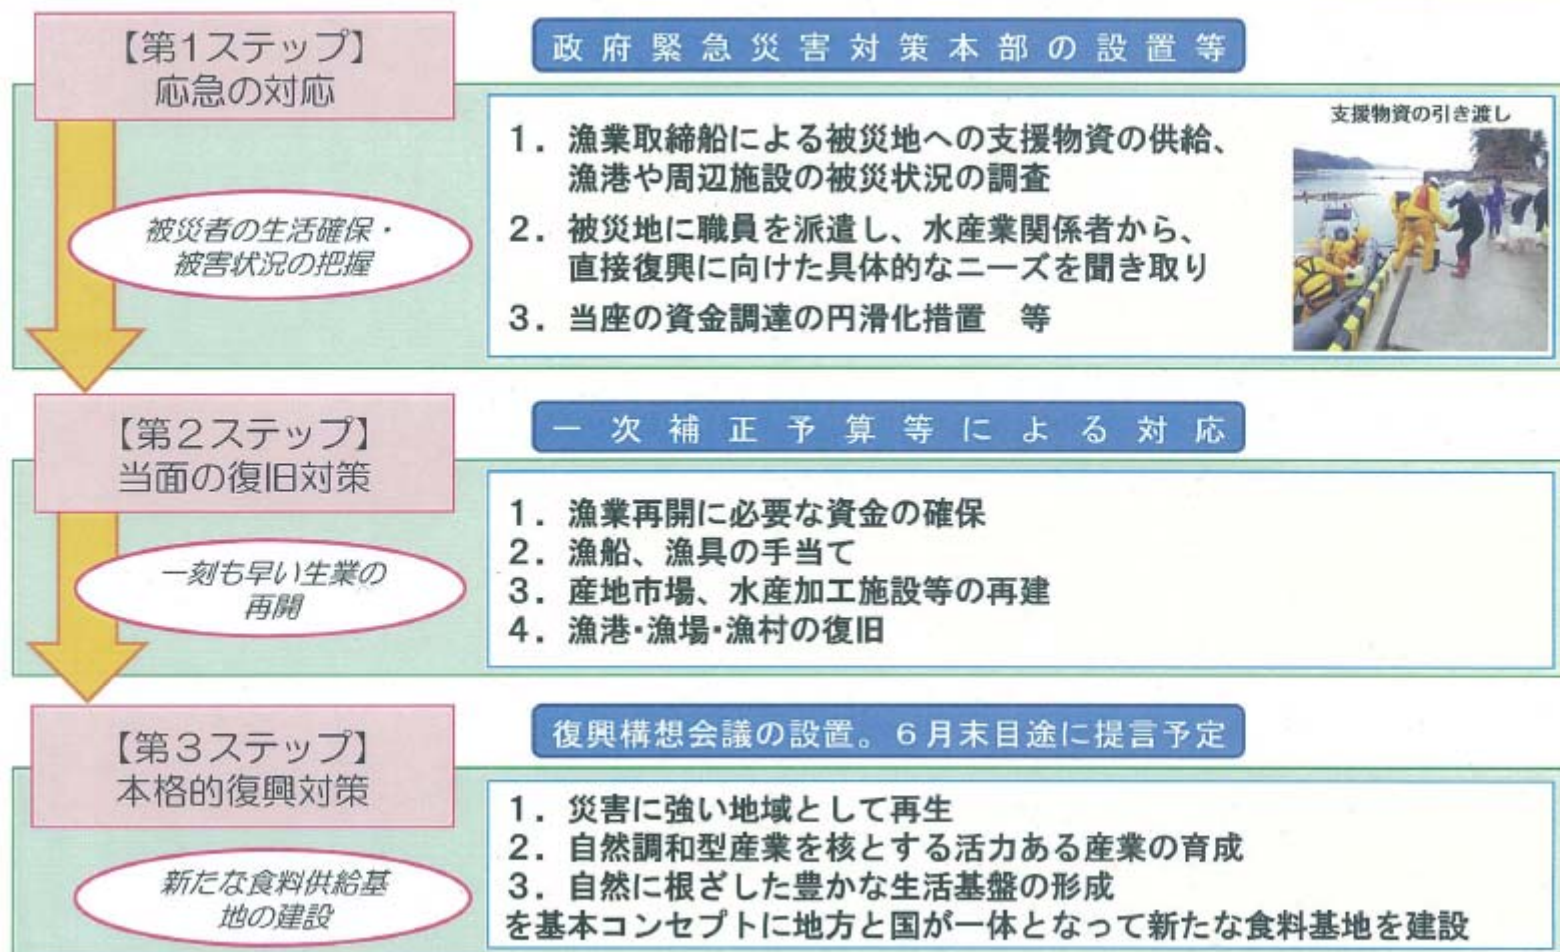 【第1ステップ】
応急の対応
政府緊急災害対策本部の設置等
被災者の生活確保・
被害状況の把握
1．漁業取締船による被災地への支援物資の供給、
漁港や周辺施設の被災状況の調査
2．被災地に職員を派遣し、水産業関係者から、
直接復興に向けた具体的なニーズを聞き取り
3．当座の資金調達の円滑化措置　等
支援物資の引き渡し
【第2ステップ】
当面の復旧対策
一次補正予算等による対応
一刻も早い生業の
再開
1．漁業再開に必要な資金の確保
2．漁船、漁具の手当て
3．産地市場、水産加工施設等の再建
4．漁港・漁場・漁村の復旧
【第3ステップ】
本格的復興対策
復興構想会議の設置。6月末目途に提言予定
新たな食料供給基
地の建設
1．災害に強い地域として再生
2．自然調和型産業を核とする活力ある産業の育成
3．自然に根ざした豊かな生活基盤の形成
を基本コンセプトに地方と国が一体となって新たな食料基地を建設